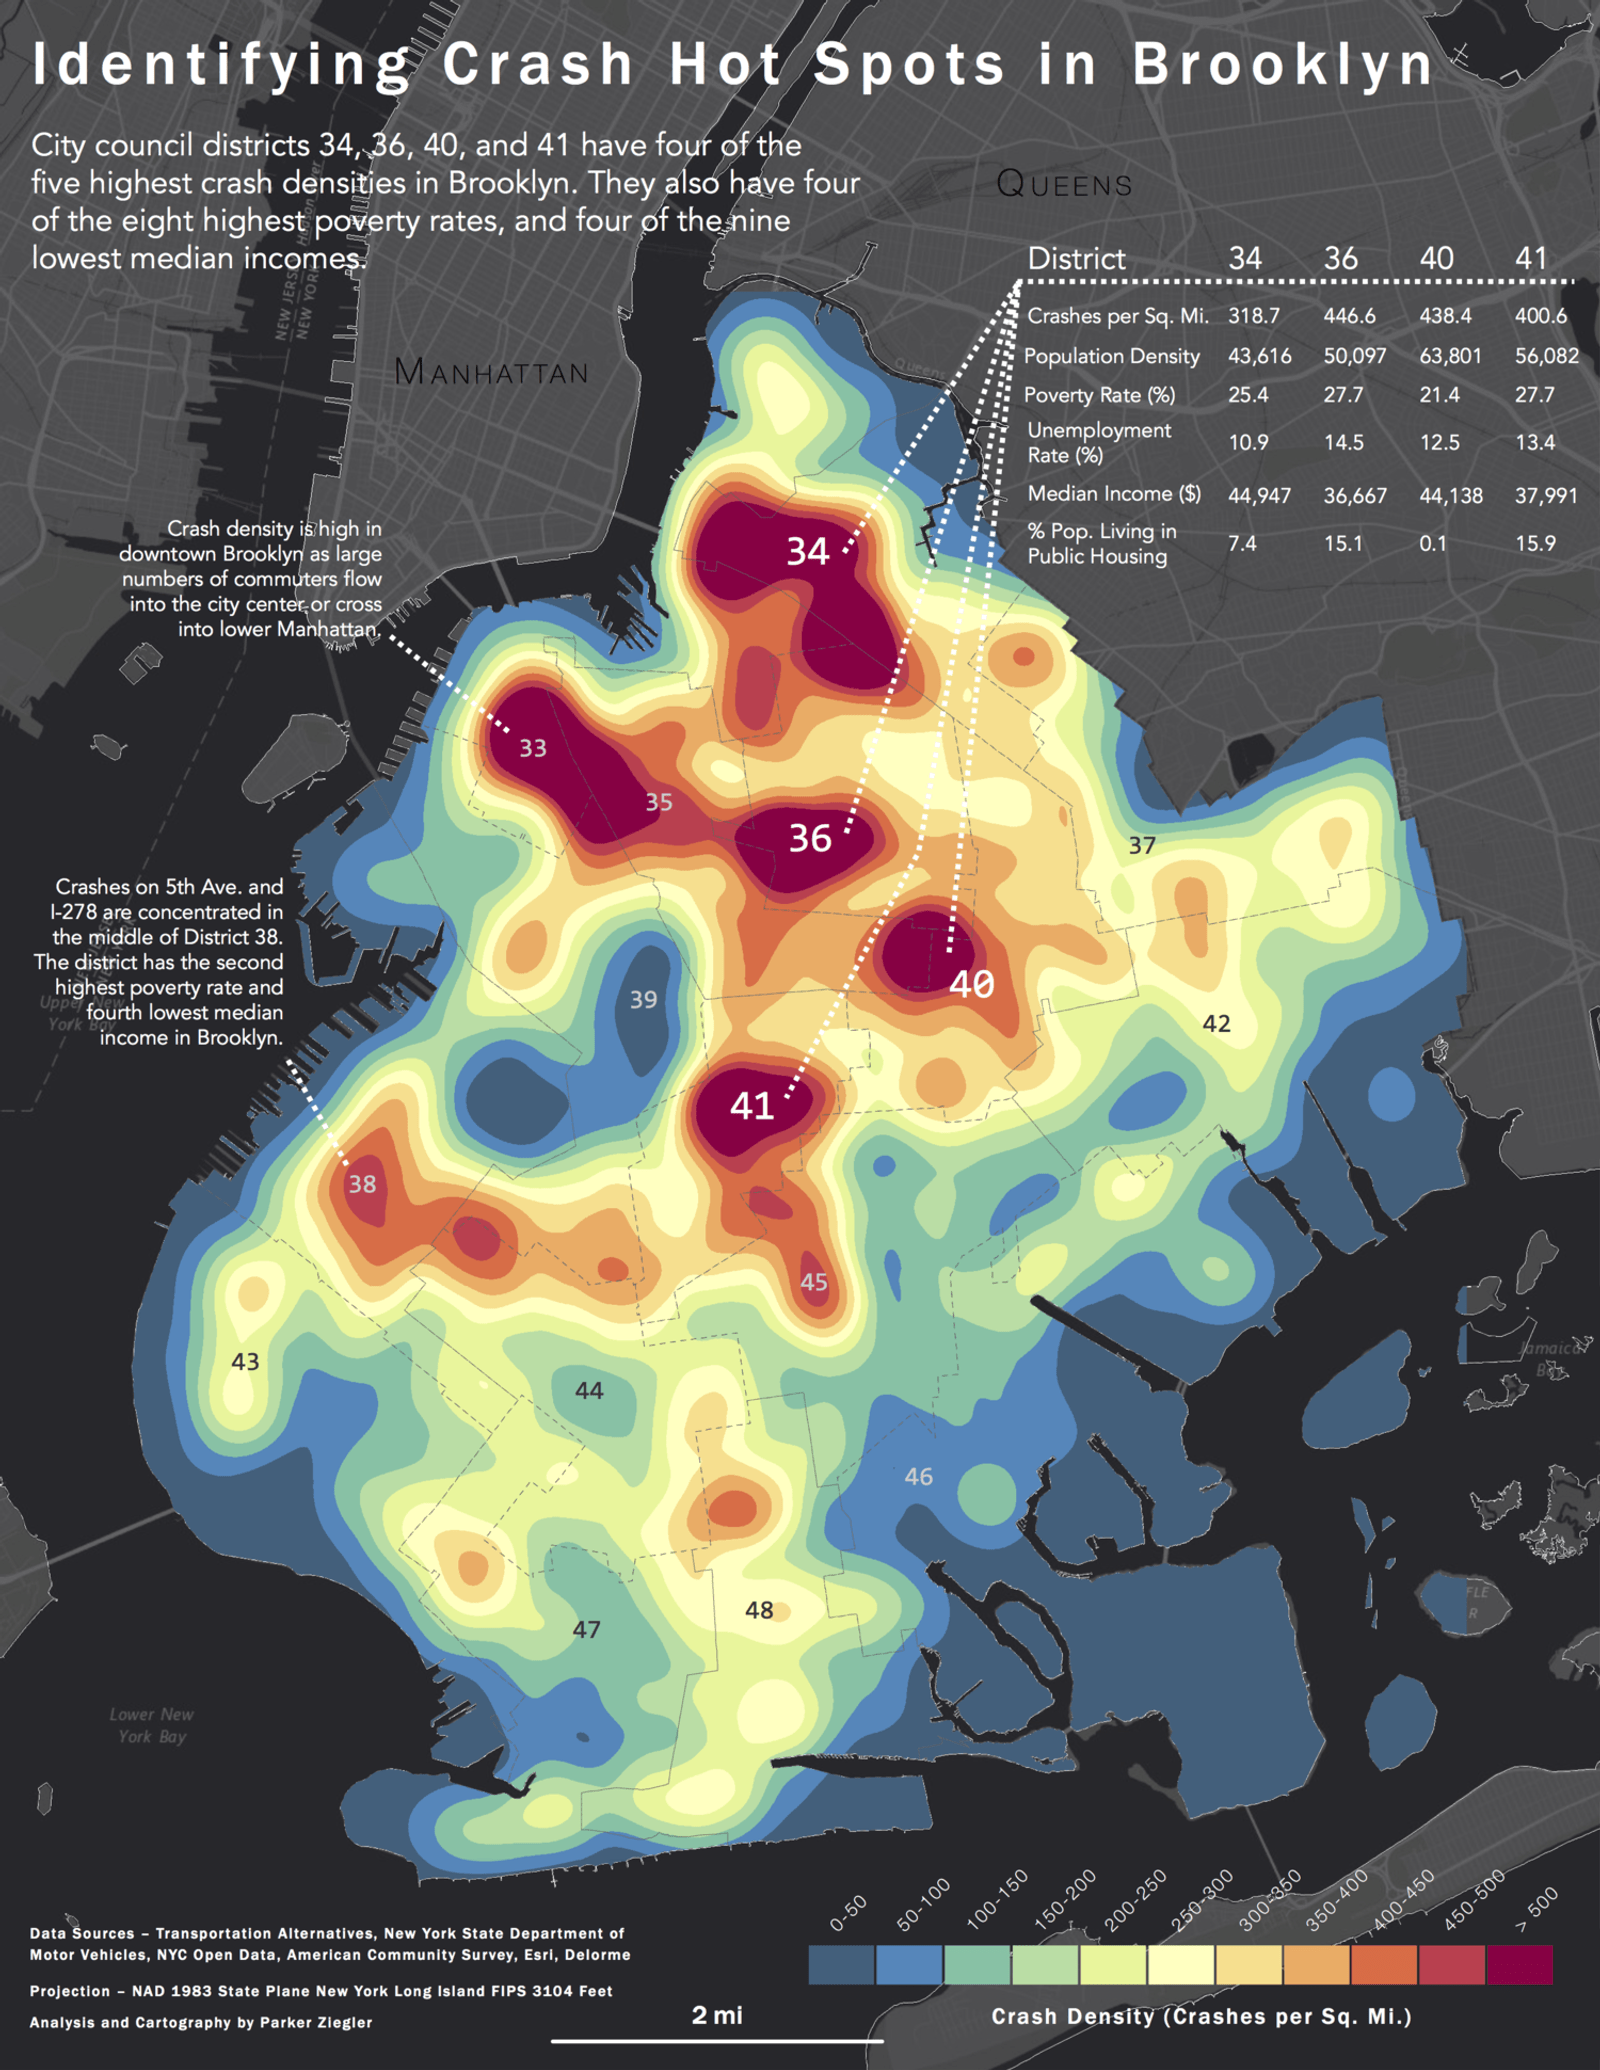 Identifying Crash Hot Spots in Brooklyn
City council districts 34, 36, 40, and 41 have four of the
five highest crash densities in Brooklyn. They also have four
of the eight highest poverty rates, and four of the nine
lowest median incomes.
QUEENS
MANHATTAN
NEW JERSEY
NEW YORK
Hudson River
Queens
District 34 36 40 41
Crashes per Sq. Mi. 318.7 446.6 438.4 400.6
Population Density 43,616 50,097 63,801 56,082
Poverty Rate (%) 25.4 27.7 21.4 27.7
Unemployment
Rate (%) 10.9 14.5 12.5 13.4
Median Income ($) 44,947 36,667 44,138 37,991
% Pop. Living in
Public Housing 7.4 15.1 0.1 15.9
Crash density is high in
downtown Brooklyn as large
numbers of commuters flow
into the city center or cross
into lower Manhattan.
34
33
35
36
37
Crashes on 5th Ave. and
I-278 are concentrated in
the middle of District 38.
The district has the second
highest poverty rate and
fourth lowest median
income in Brooklyn.
Upper New
York Bay
39
40
42
41
38
45
43
44
46
48
47
Jamaica
Lower New
York Bay
0-50
50-100
100-150
150-200
200-250
250-300
300-350
350-400
400-450
450-500
> 500
Crash Density (Crashes per Sq. Mi.)
Data Sources – Transportation Alternatives, New York State Department of
Motor Vehicles, NYC Open Data, American Community Survey, Esri, Delorme
Projection – NAD 1983 State Plane New York Long Island FIPS 3104 Feet
Analysis and Cartography by Parker Ziegler
2 mi